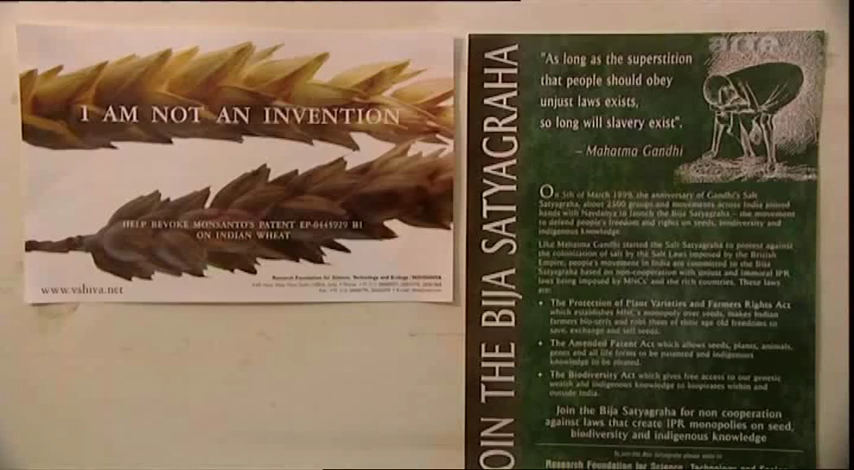 I AM NOT AN INVENTION
HELP REVOKE MONSANTO'S PATENT EP-0445929 B1
ON INDIAN WHEAT
Research Foundation for Science, Technology and Ecology / NAVDANYA
www.vshiva.net
arte
JOIN THE BIJA SATYAGRAHA
"As long as the superstition
that people should obey
unjust laws exists,
so long will slavery exist".
– Mahatma Gandhi
On 5th of March 1999, the anniversary of Gandhi's Salt
Satyagraha, about 2500 groups and movements across India joined
hands with Navdanya to launch the Bija Satyagraha – the movement
to defend people's freedom and rights on seeds, biodiversity and
indigenous knowledge.
Like Mahatma Gandhi started the Salt Satyagraha to protest against
the colonization of salt by the Salt Laws imposed by the British
Empire, people's movement in India are committed to the Bija
Satyagraha based on non-cooperation with unjust and immoral IPR
laws being imposed by MNCs and the rich countries. These laws
are:
• The Protection of Plant Varieties and Farmers Rights Act
which establishes MNC's monopoly over seeds, makes Indian
farmers bio-serfs and robs them of their age old freedoms to
save, exchange and sell seeds.
• The Amended Patent Act which allows seeds, plants, animals,
genes and all life forms to be patented and indigenous
knowledge to be pirated.
• The Biodiversity Act which gives free access to our genetic
wealth and indigenous knowledge to biopirates within and
outside India.
Join the Bija Satyagraha for non cooperation
against laws that create IPR monopolies on seed,
biodiversity and indigenous knowledge
To join the Bija Satyagraha please write to
Research Foundation for Science, Technology and Ecology